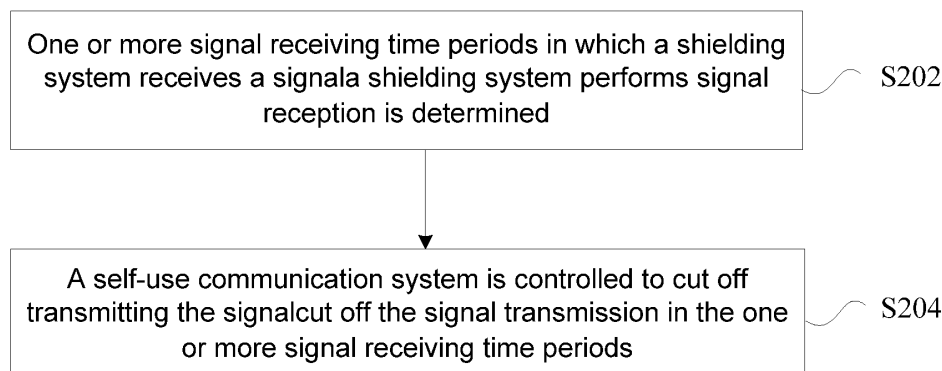 One or more signal receiving time periods in which a shielding
system receives a signala shielding system performs signal
reception is determined
S202
A self-use communication system is controlled to cut off
transmitting the signalcut off the signal transmission in the one
or more signal receiving time periods
S204